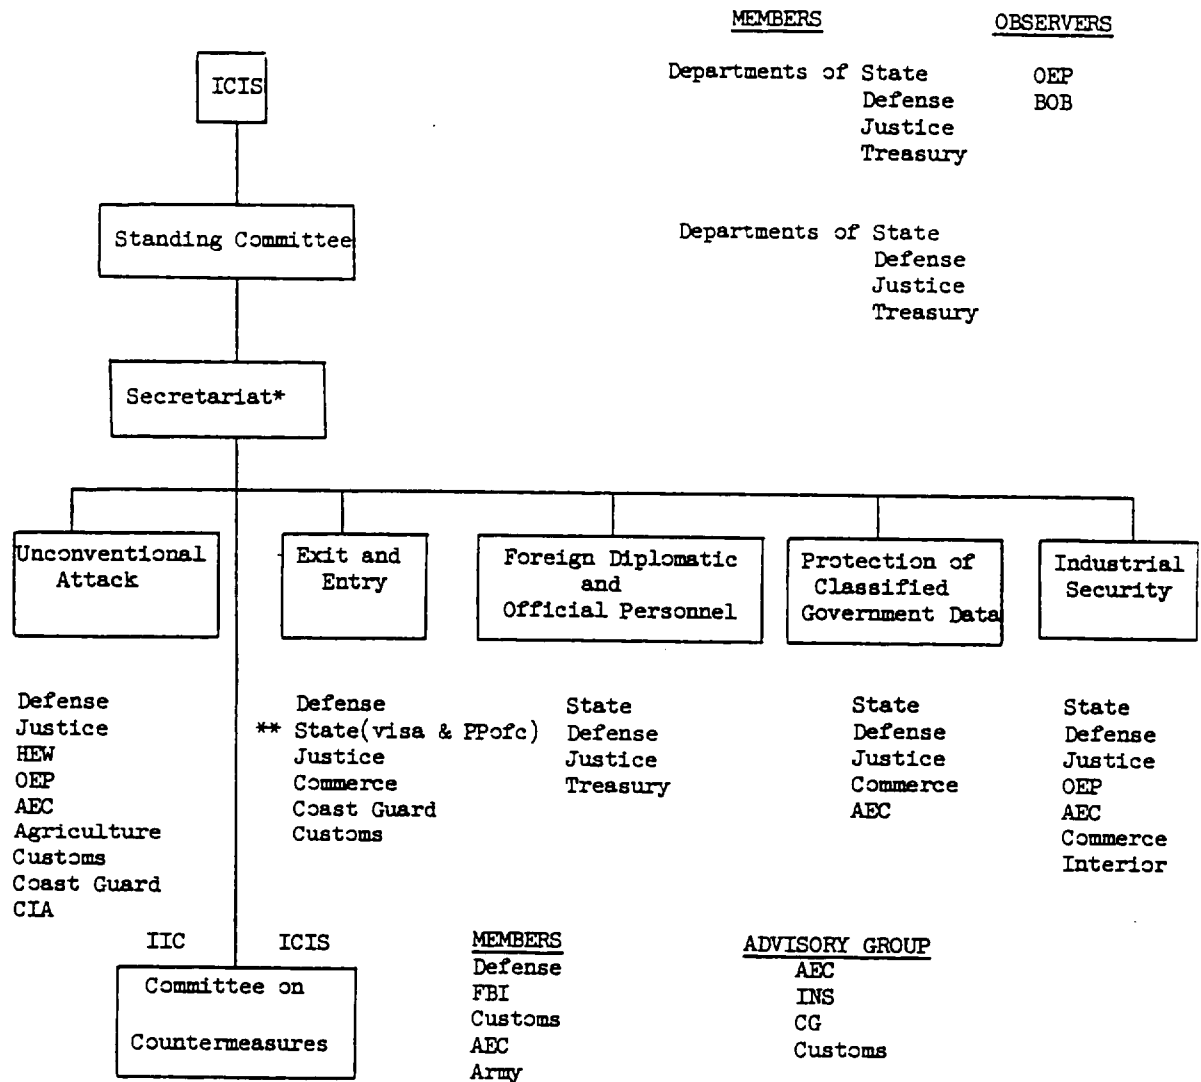 MEMBERS OBSERVERS
ICIS
Departments of State OEP
Defense BOB
Justice
Treasury
Standing Committee
Departments of State
Defense
Justice
Treasury
Secretariat*
Unconventional
Attack
Exit and
Entry
Foreign Diplomatic
and
Official Personnel
Protection of
Classified
Government Data
Industrial
Security
Defense
Justice
HEW
OEP
AEC
Agriculture
Customs
Coast Guard
CIA
Defense
** State(visa & PPofc)
Justice
Commerce
Coast Guard
Customs
State
Defense
Justice
Treasury
State
Defense
Justice
Commerce
AEC
State
Defense
Justice
OEP
AEC
Commerce
Interior
IIC ICIS
Committee on
Countermeasures
MEMBERS
Defense
FBI
Customs
AEC
Army
ADVISORY GROUP
AEC
INS
CG
Customs